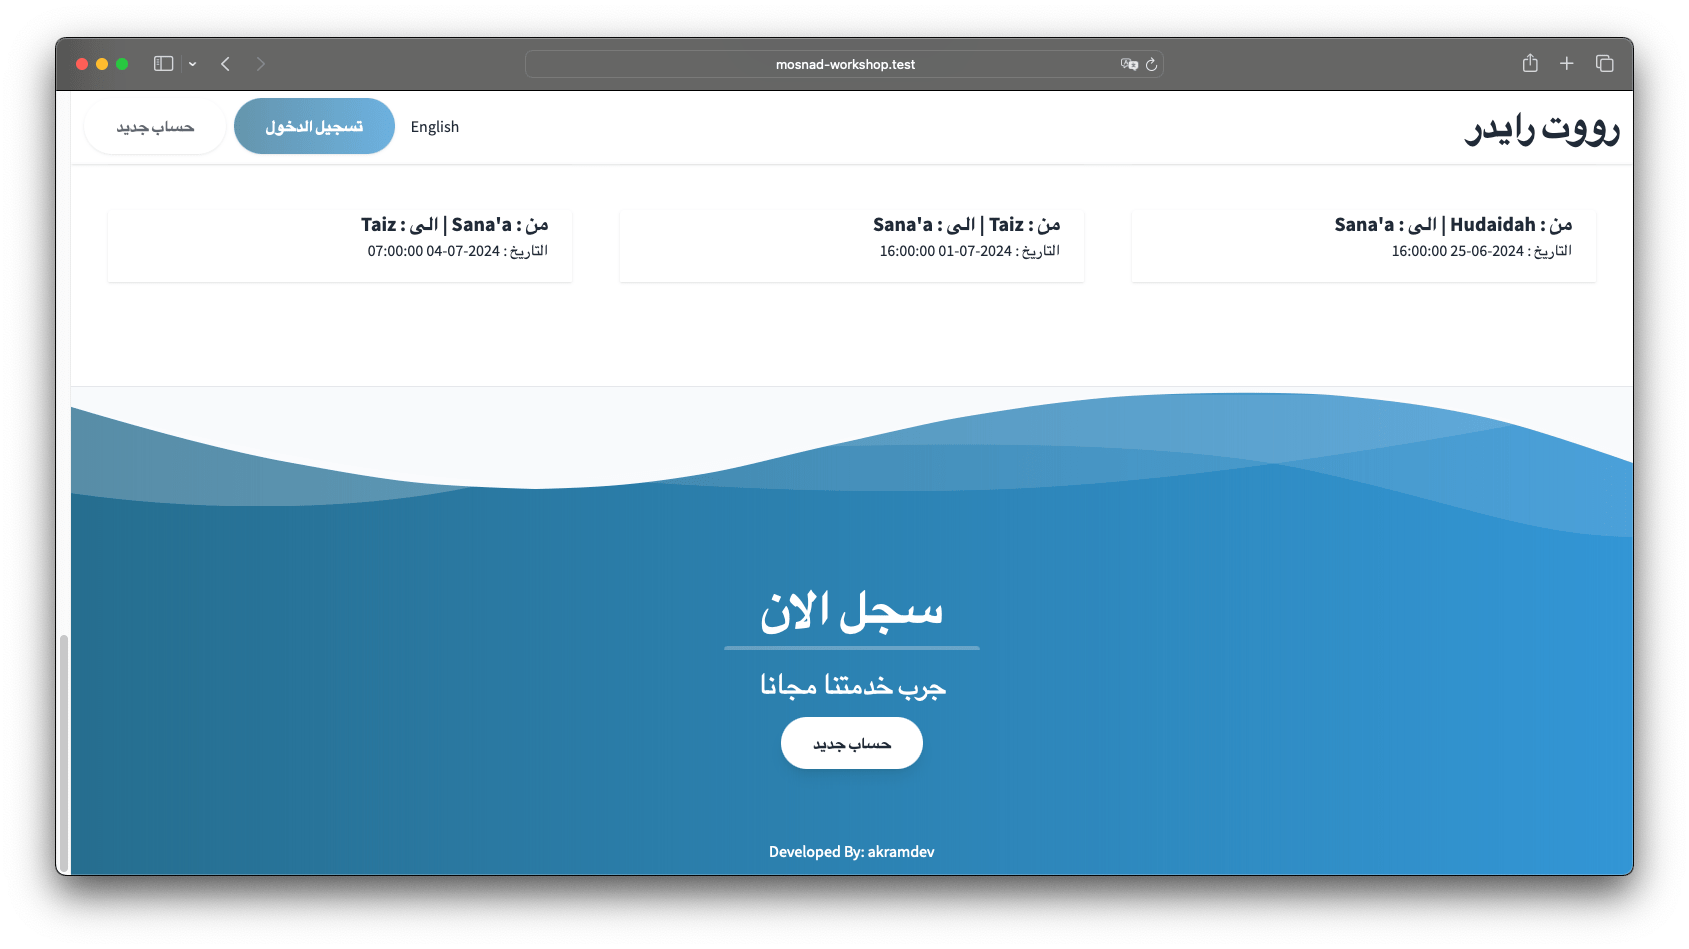 mosnad-workshop.test
رووت رايدر
English
تسجيل الدخول
حساب جديد
من : Hudaidah | الى : Sana'a
التاريخ : 2024-06-25 16:00:00
من : Taiz | الى : Sana'a
التاريخ : 2024-07-01 16:00:00
من : Sana'a | الى : Taiz
التاريخ : 2024-07-04 07:00:00
سجل الان
جرب خدمتنا مجانا
حساب جديد
Developed By: akramdev